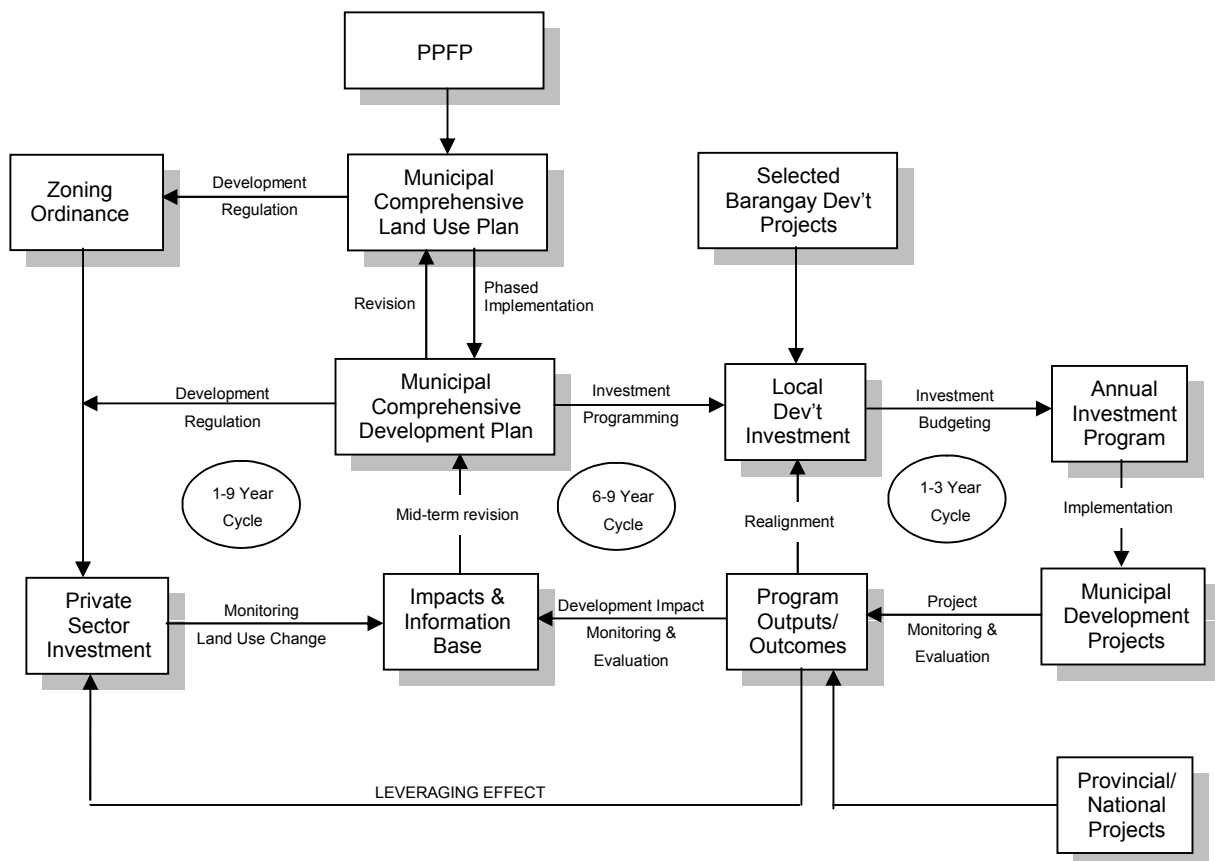 PPFP
Zoning
Ordinance
Development
Regulation
Municipal
Comprehensive
Land Use Plan
Selected
Barangay Dev't
Projects
Revision
Phased
Implementation
Development
Regulation
Municipal
Comprehensive
Development Plan
Investment
Programming
Local
Dev't
Investment
Investment
Budgeting
Annual
Investment
Program
1-9 Year
Cycle
Mid-term revision
6-9 Year
Cycle
Realignment
1-3 Year
Cycle
Implementation
Private
Sector
Investment
Monitoring
Land Use Change
Impacts &
Information
Base
Development Impact
Monitoring &
Evaluation
Program
Outputs/
Outcomes
Project
Monitoring &
Evaluation
Municipal
Development
Projects
LEVERAGING EFFECT
Provincial/
National
Projects